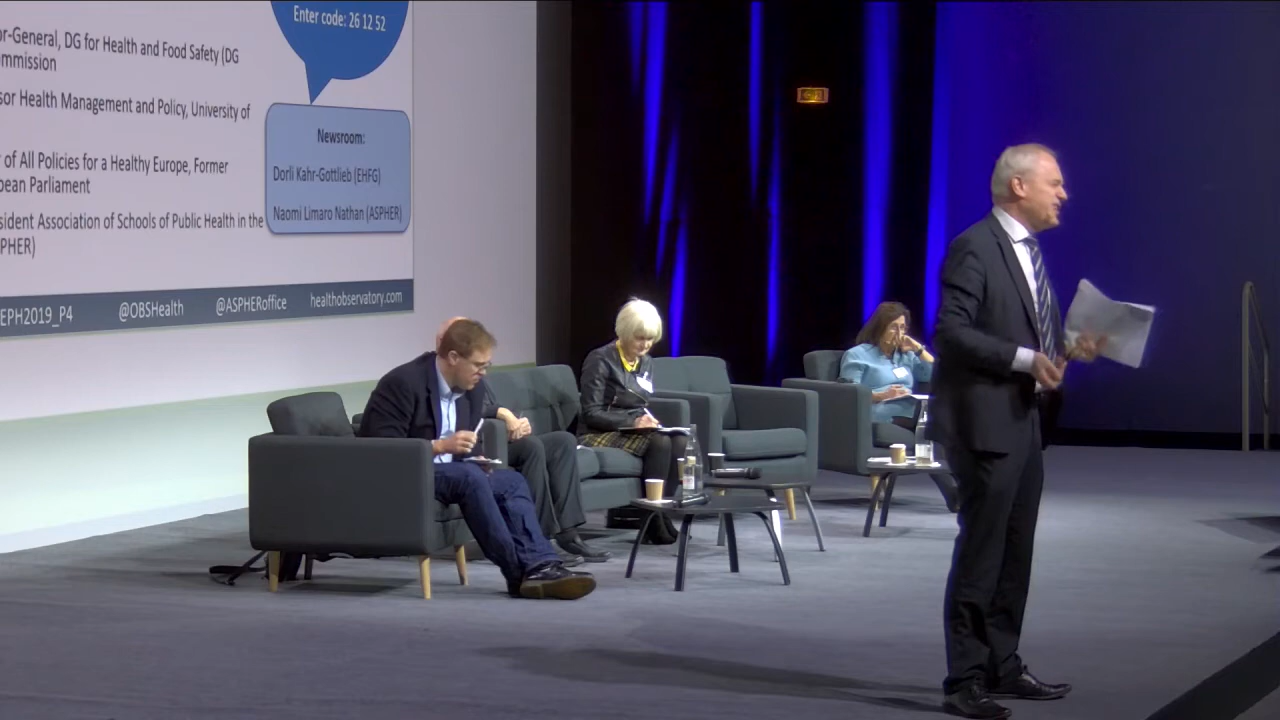 Enter code: 26 12 52
or-General, DG for Health and Food Safety (DG
mmission
sor Health Management and Policy, University of
r of All Policies for a Healthy Europe, Former
pean Parliament
sident Association of Schools of Public Health in the
PHER)
Newsroom:
Dorli Kahr-Gottlieb (EHFG)
Naomi Limaro Nathan (ASPHER)
EPH2019_P4 @OBSHealth @ASPHERoffice healthobservatory.com